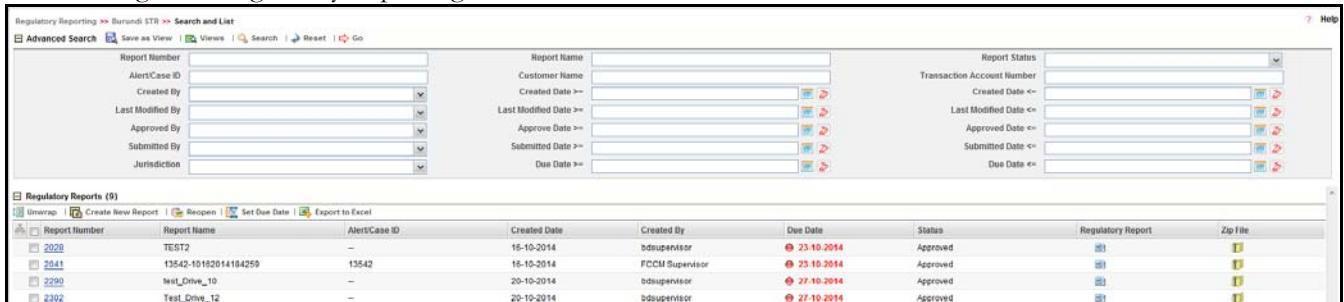 Regulatory Reporting >> Burundi STR >> Search and List ? Help
Advanced Search Save as View | Views | Search | Reset | Go
Report Number Report Name Report Status
Alert/Case ID Customer Name Transaction Account Number
Created By Created Date >= Created Date <=
Last Modified By Last Modified Date >= Last Modified Date <=
Approved By Approve Date >= Approved Date <=
Submitted By Submitted Date >= Submitted Date <=
Jurisdiction Due Date >= Due Date <=
Regulatory Reports (9)
Unwrap | Create New Report | Reopen | Set Due Date | Export to Excel
Report Number Report Name Alert/Case ID Created Date Created By Due Date Status Regulatory Report Zip File
2028 TEST2 -- 16-10-2014 bdsupervisor 23-10-2014 Approved
2041 13542-10162014184259 13542 16-10-2014 FCCM Supervisor 23-10-2014 Approved
2290 test_Drive_10 -- 20-10-2014 bdsupervisor 27-10-2014 Approved
2302 Test_Drive_12 -- 20-10-2014 bdsupervisor 27-10-2014 Approved